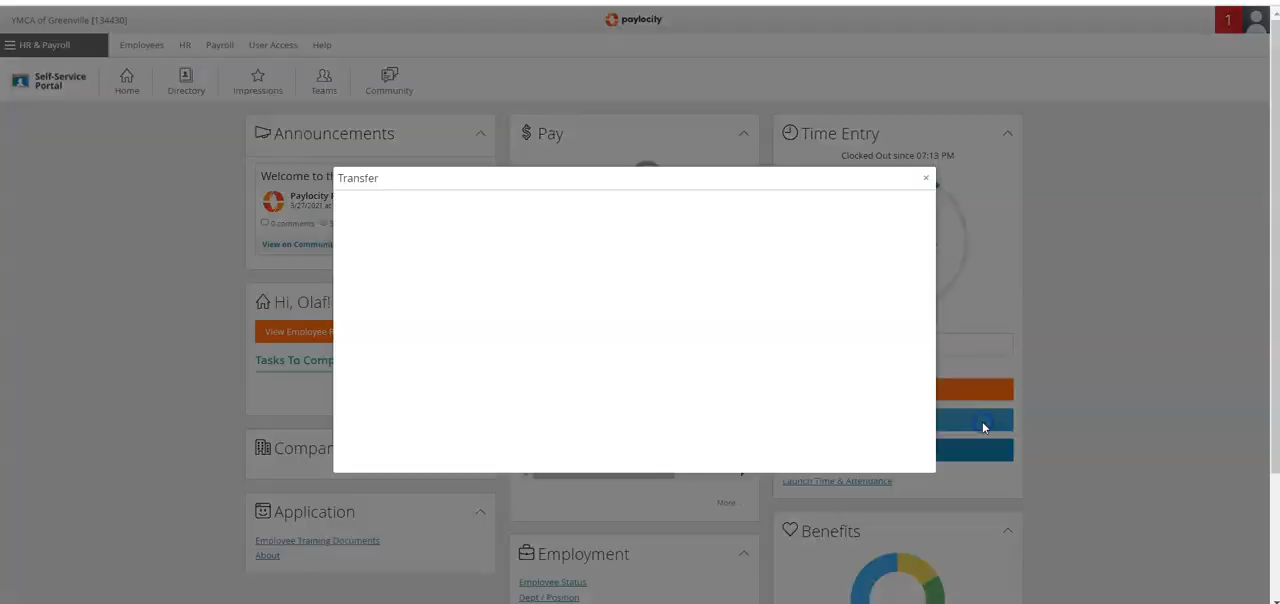 YMCA of Greenville [134430]
paylocity
1
HR & Payroll
Employees
HR
Payroll
User Access
Help
Self-Service
Portal
Home
Directory
Impressions
Teams
Community
Announcements
Pay
Time Entry
Clocked Out since 07:13 PM
Transfer
×
Welcome to t
Paylocity
3/27/2021 at
0 comments
View on Commun
Hi, Olaf!
View Employee
Tasks To Comp
Compar
Launch Time & Attendance
More
Application
Benefits
Employee Training Documents
About
Employment
Employee Status
Dept / Position